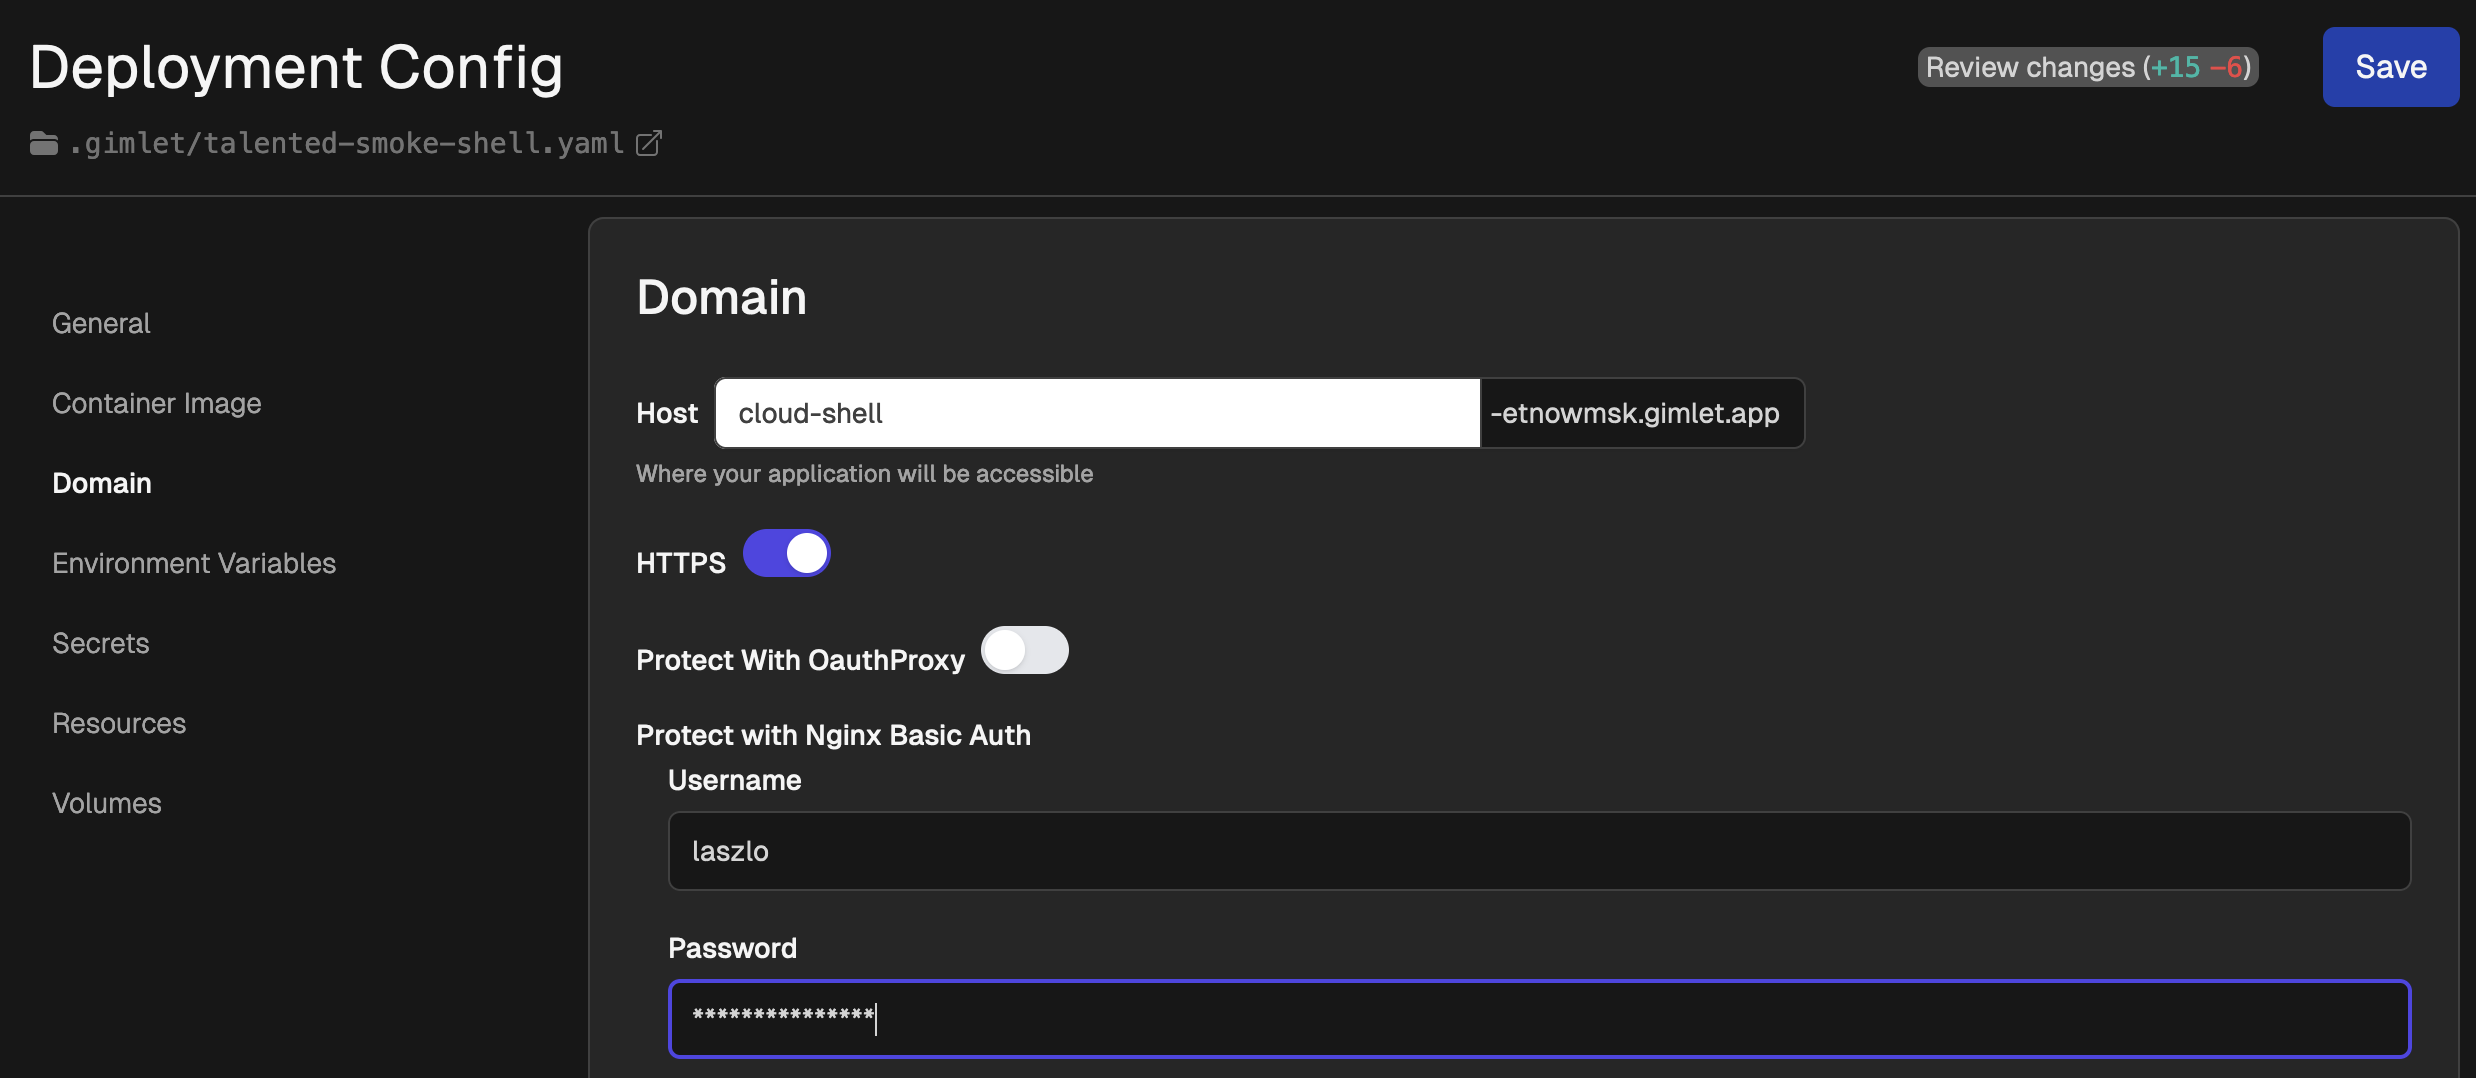 Deployment Config
Review changes (+15 -6)
Save
.gimlet/talented-smoke-shell.yaml
General
Container Image
Domain
Environment Variables
Secrets
Resources
Volumes
Domain
Host cloud-shell -etnowmsk.gimlet.app
Where your application will be accessible
HTTPS
Protect With OauthProxy
Protect with Nginx Basic Auth
Username
laszlo
Password
***************